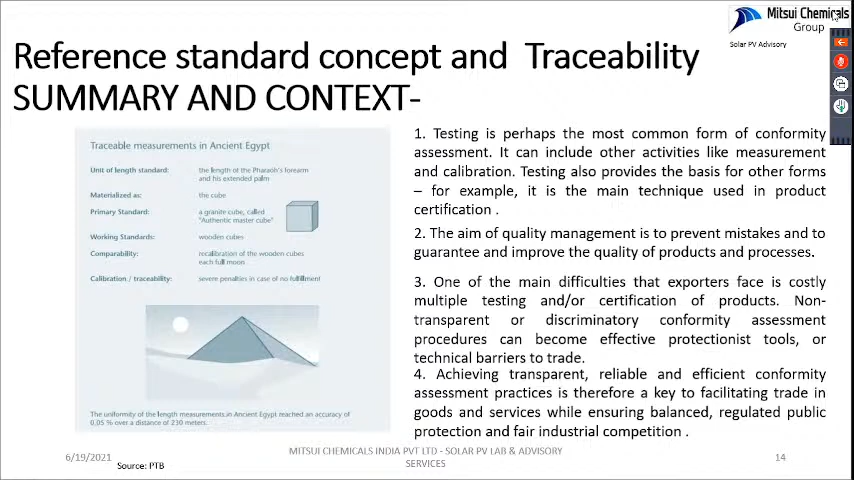 Mitsui Chemicals
Group
Solar PV Advisory
Reference standard concept and Traceability
SUMMARY AND CONTEXT-
Traceable measurements in Ancient Egypt
Unit of length standard: the length of the Pharaoh's forearm
and his extended palm
Materialized as: the cube
Primary Standard: a granite cube, called
"Authentic master cube"
Working Standards: wooden cubes
Comparability: recalibration of the wooden cubes
each full moon
Calibration / traceability: severe penalties in case of no fulfillment
The uniformity of the length measurements in Ancient Egypt reached an accuracy of
0,05 % over a distance of 230 meters.
1. Testing is perhaps the most common form of conformity
assessment. It can include other activities like measurement
and calibration. Testing also provides the basis for other forms
– for example, it is the main technique used in product
certification .
2. The aim of quality management is to prevent mistakes and to
guarantee and improve the quality of products and processes.
3. One of the main difficulties that exporters face is costly
multiple testing and/or certification of products. Non-
transparent or discriminatory conformity assessment
procedures can become effective protectionist tools, or
technical barriers to trade.
4. Achieving transparent, reliable and efficient conformity
assessment practices is therefore a key to facilitating trade in
goods and services while ensuring balanced, regulated public
protection and fair industrial competition .
6/19/2021
Source: PTB
MITSUI CHEMICALS INDIA PVT LTD - SOLAR PV LAB & ADVISORY
SERVICES
14